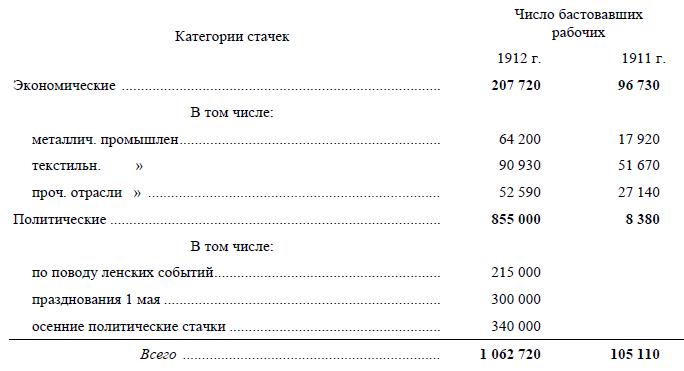 Категории стачек
Число бастовавших
рабочих
1912 г. 1911 г.
Экономические ........ 207 720 96 730
В том числе:
металлич. промышлен........ 64 200 17 920
текстильн. » 90 930 51 670
проч. отрасли » ........ 52 590 27 140
Политические ........ 855 000 8 380
В том числе:
по поводу ленских событий........ 215 000
празднования 1 мая ........ 300 000
осенние политические стачки ........ 340 000
Всего ........ 1 062 720 105 110